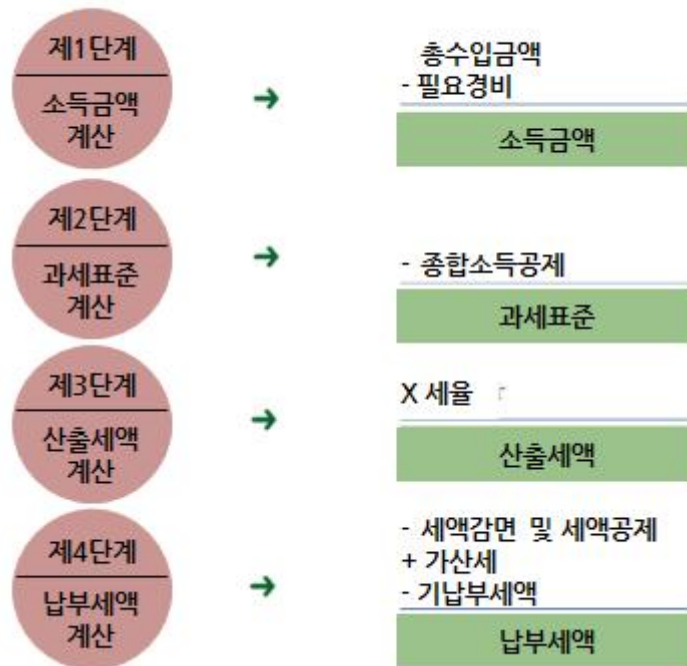 제1단계
소득금액
계산
➔
총수입금액
- 필요경비
소득금액
제2단계
과세표준
계산
➔
- 종합소득공제
과세표준
제3단계
산출세액
계산
➔
X 세율
산출세액
제4단계
납부세액
계산
➔
- 세액감면 및 세액공제
+ 가산세
- 기납부세액
납부세액